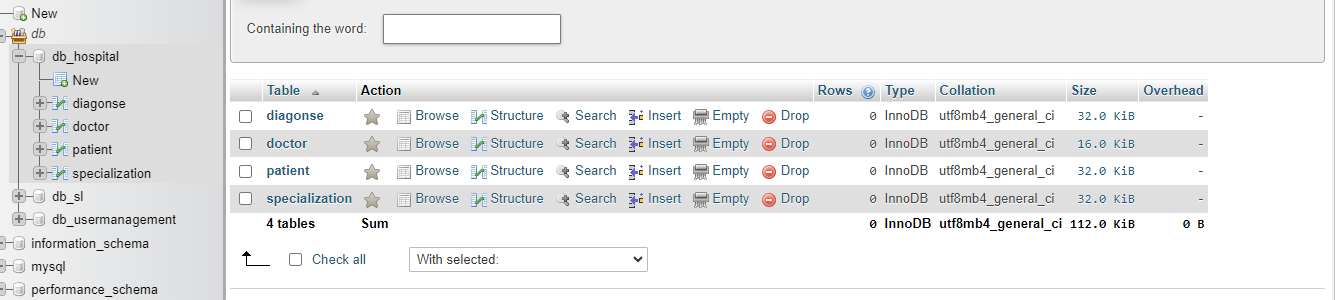 New
db
db_hospital
New
diagonse
doctor
patient
specialization
db_sl
db_usermanagement
information_schema
mysql
performance_schema
Containing the word:
Table Action Rows Type Collation Size Overhead
diagonse Browse Structure Search Insert Empty Drop 0 InnoDB utf8mb4_general_ci 32.0 KiB -
doctor Browse Structure Search Insert Empty Drop 0 InnoDB utf8mb4_general_ci 16.0 KiB -
patient Browse Structure Search Insert Empty Drop 0 InnoDB utf8mb4_general_ci 32.0 KiB -
specialization Browse Structure Search Insert Empty Drop 0 InnoDB utf8mb4_general_ci 32.0 KiB -
4 tables Sum 0 InnoDB utf8mb4_general_ci 112.0 KiB 0 B
Check all With selected: